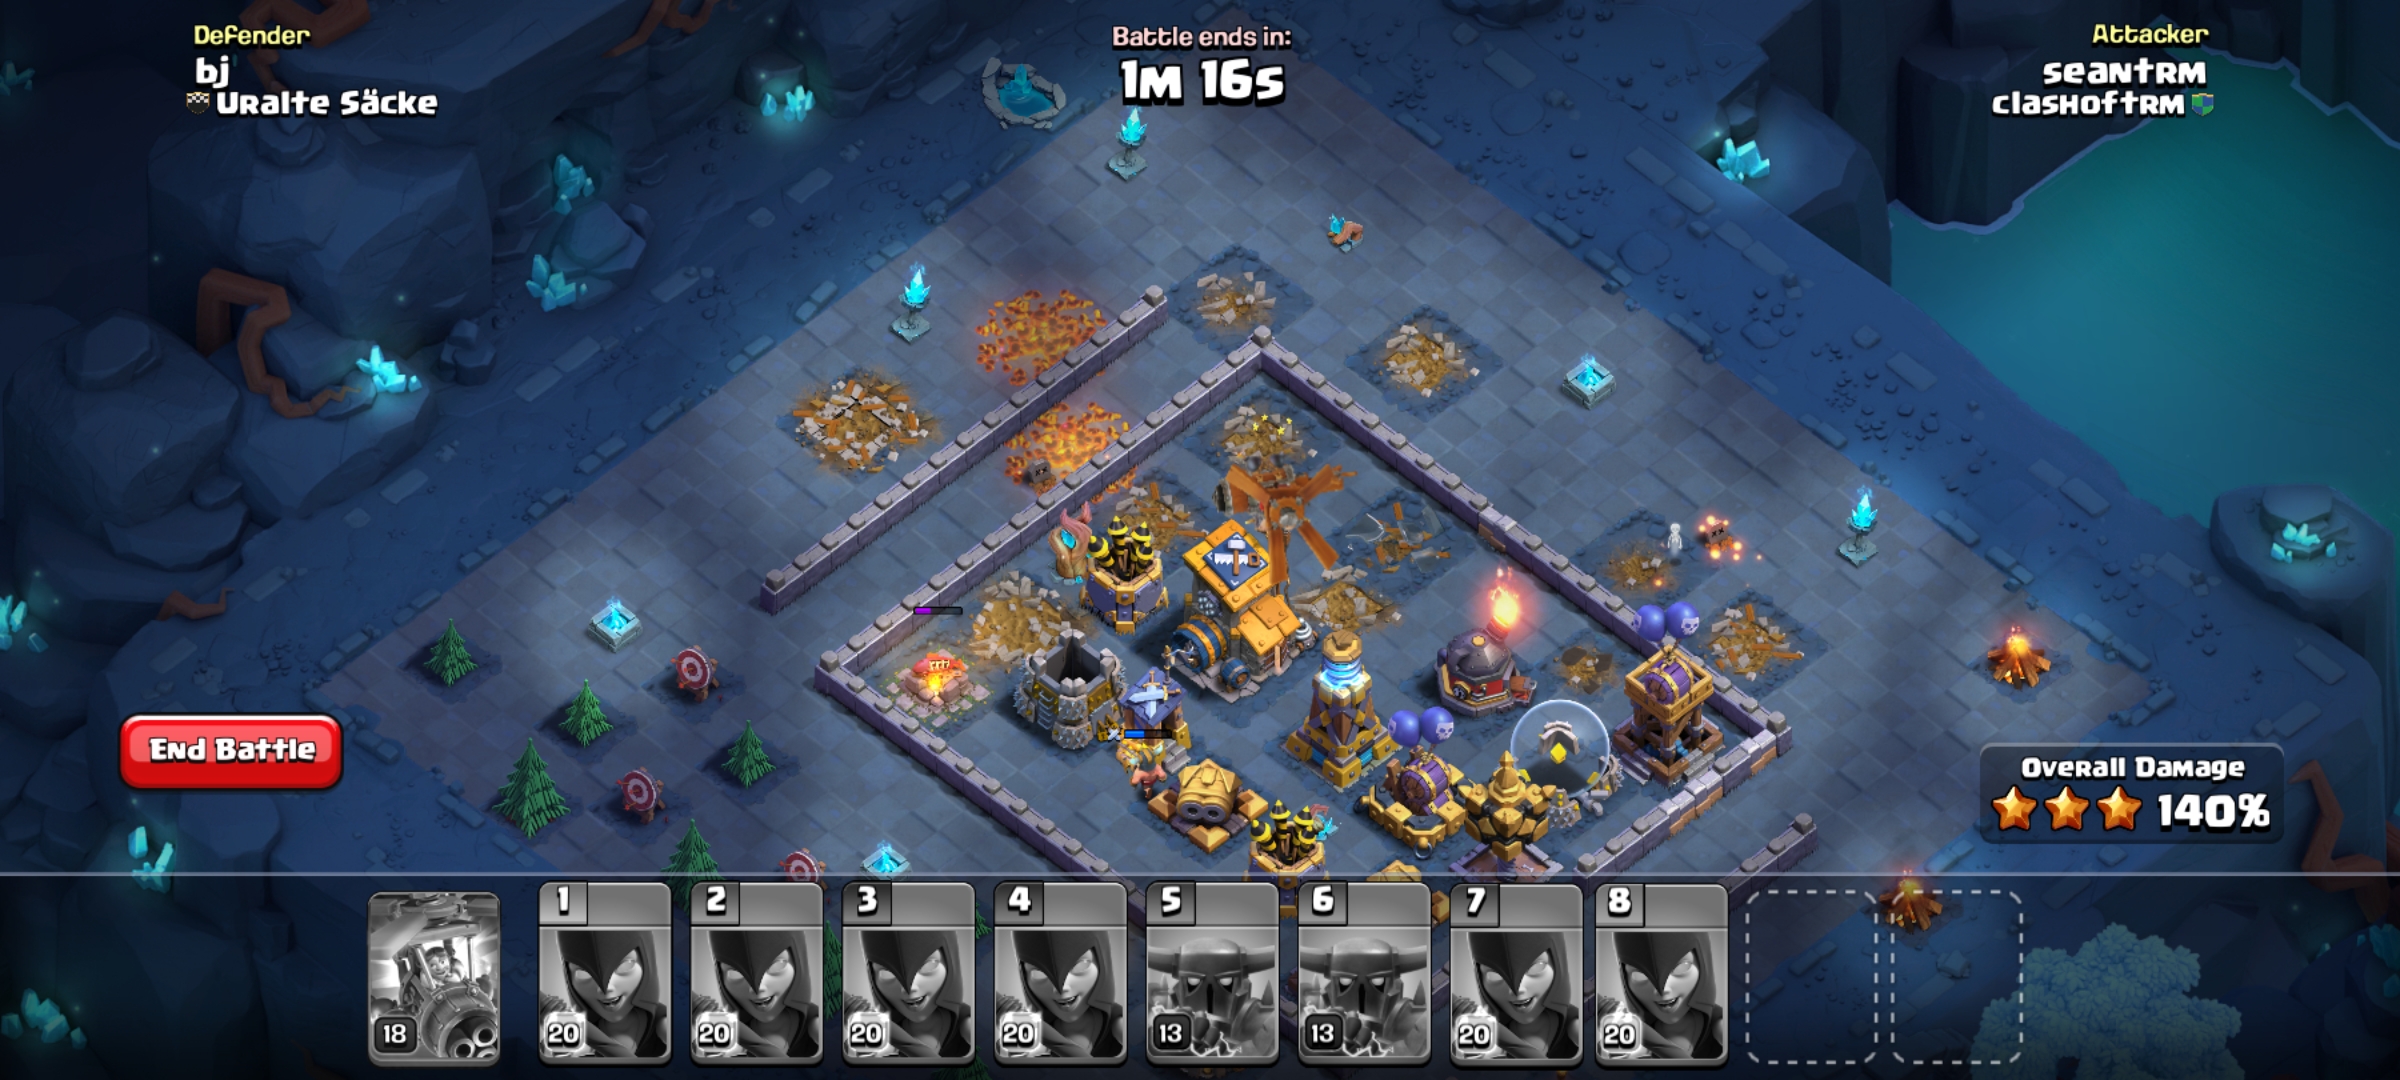 Defender
bj
Uralte Säcke
Battle ends in:
1M 16s
Attacker
seantrm
clashoftrm
End Battle
Overall Damage
140%
1 2 3 4 5 6 7 8
18 20 20 20 20 13 13 20 20